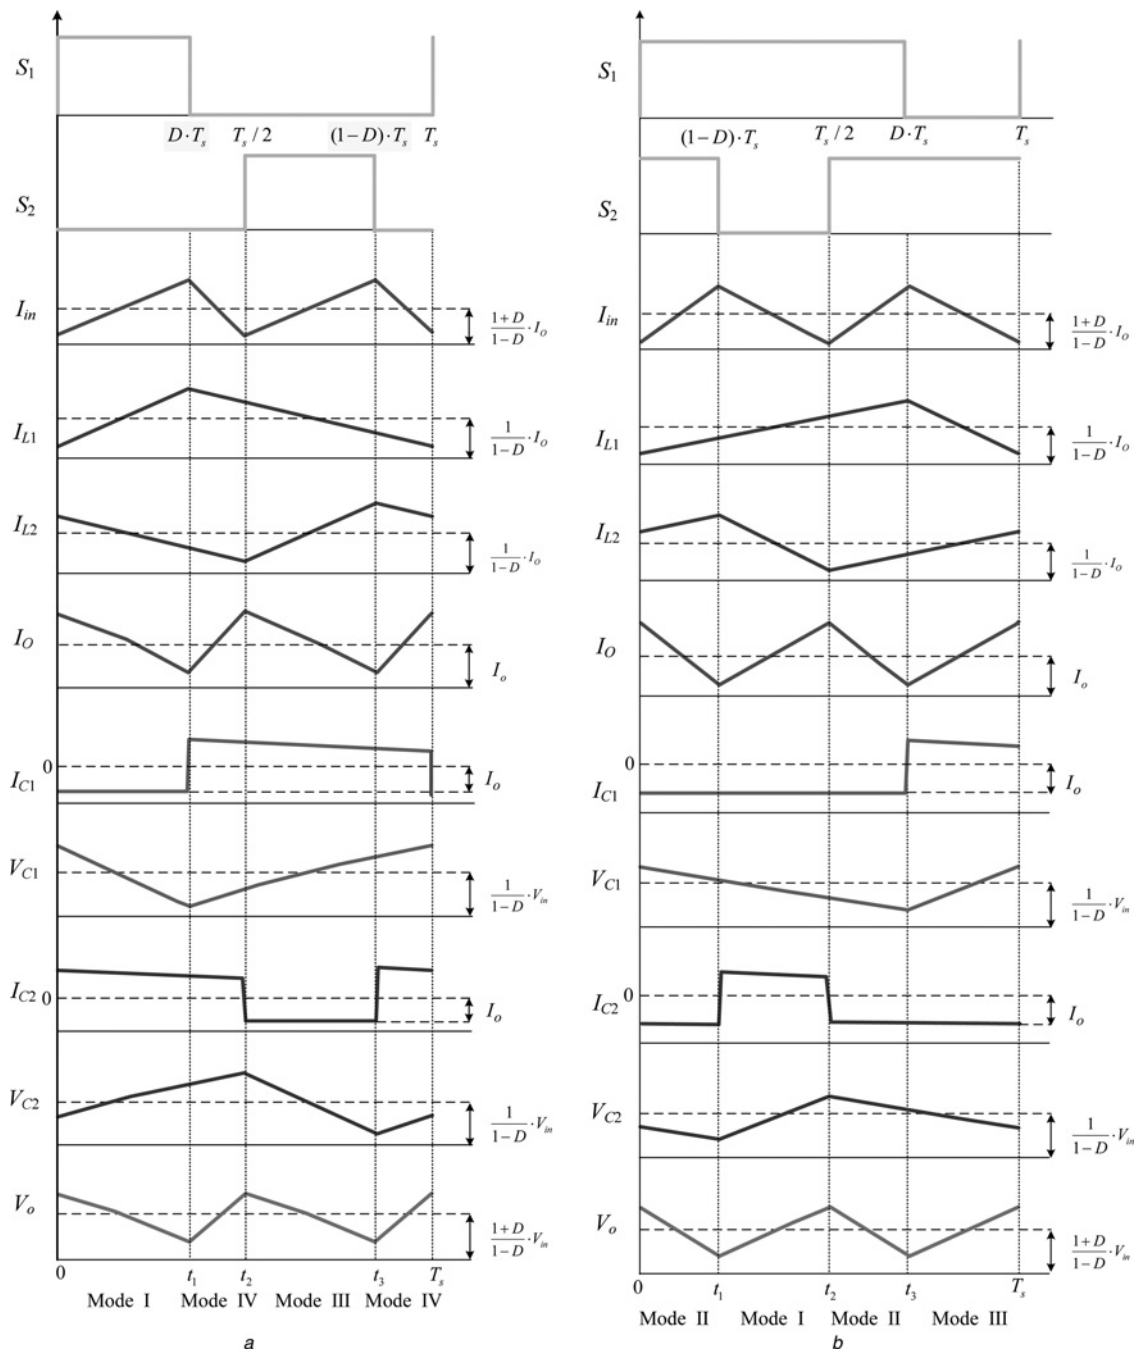 S1
D·Ts Ts/2 (1−D)·Ts Ts
S2
Iin
1+D/1−D · IO
IL1
1/1−D · IO
IL2
1/1−D · IO
IO
Io
0
IC1
Io
VC1
1/1−D · Vin
IC2 0
Io
VC2
1/1−D · Vin
Vo
1+D/1−D · Vin
0 t1 t2 t3 Ts
Mode I Mode IV Mode III Mode IV
a
S1
(1−D)·Ts Ts/2 D·Ts Ts
S2
Iin
1+D/1−D · IO
IL1
1/1−D · IO
IL2
1/1−D · IO
IO
Io
0
IC1
Io
VC1
1/1−D · Vin
0
IC2
Io
VC2
1/1−D · Vin
Vo
1+D/1−D · Vin
0 t1 t2 t3 Ts
Mode II Mode I Mode II Mode III
b